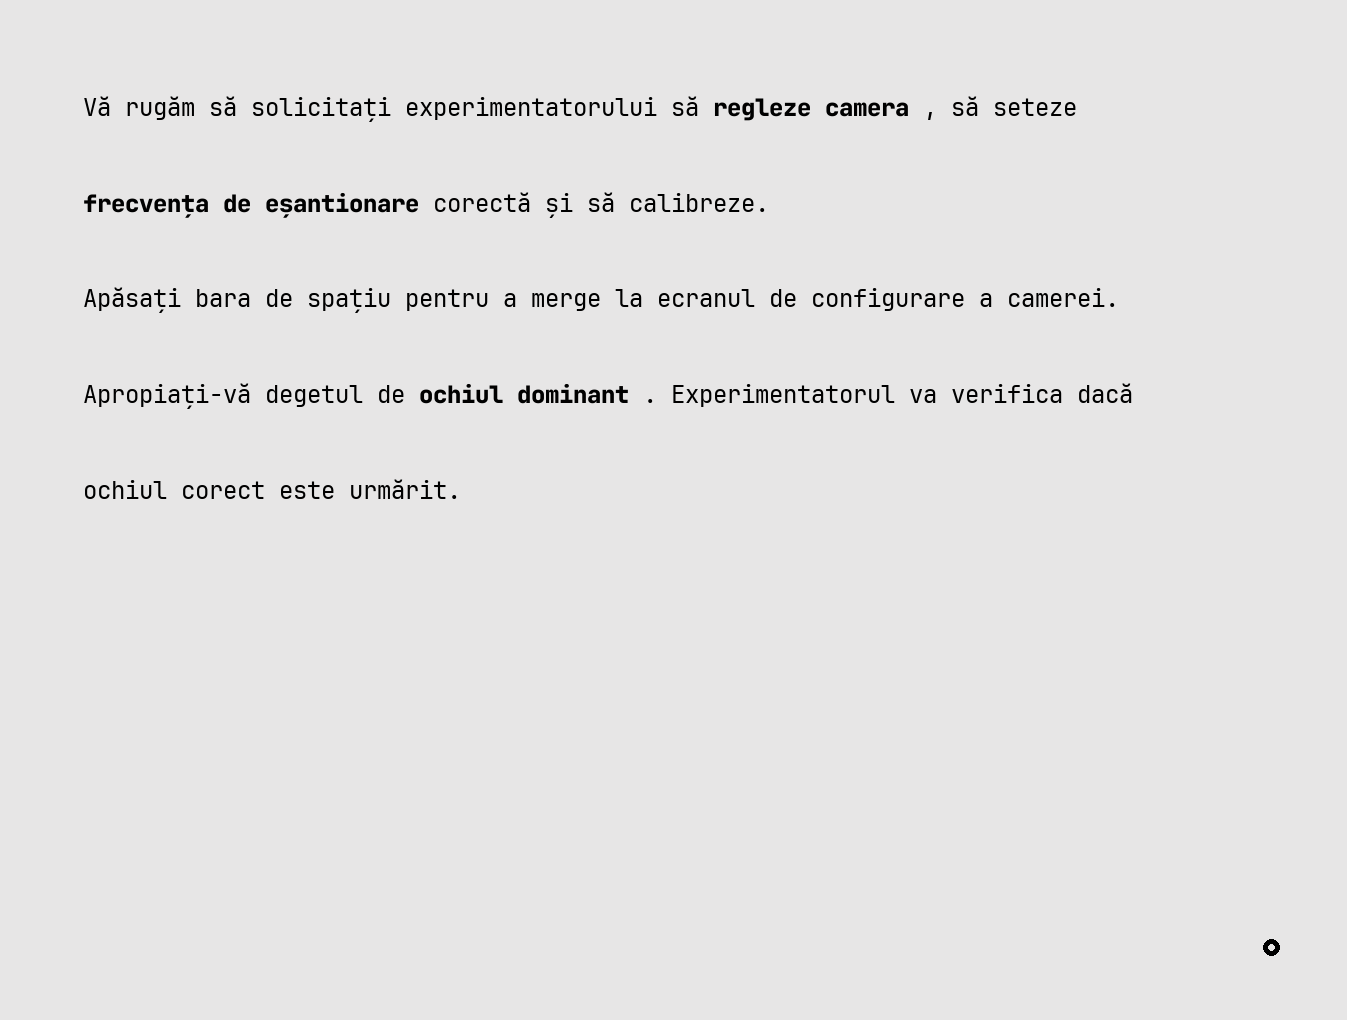 Vă rugăm să solicitați experimentatorului să regleze camera , să seteze
frecvența de eșantionare corectă și să calibreze.
Apăsați bara de spațiu pentru a merge la ecranul de configurare a camerei.
Apropiați-vă degetul de ochiul dominant . Experimentatorul va verifica dacă
ochiul corect este urmărit.